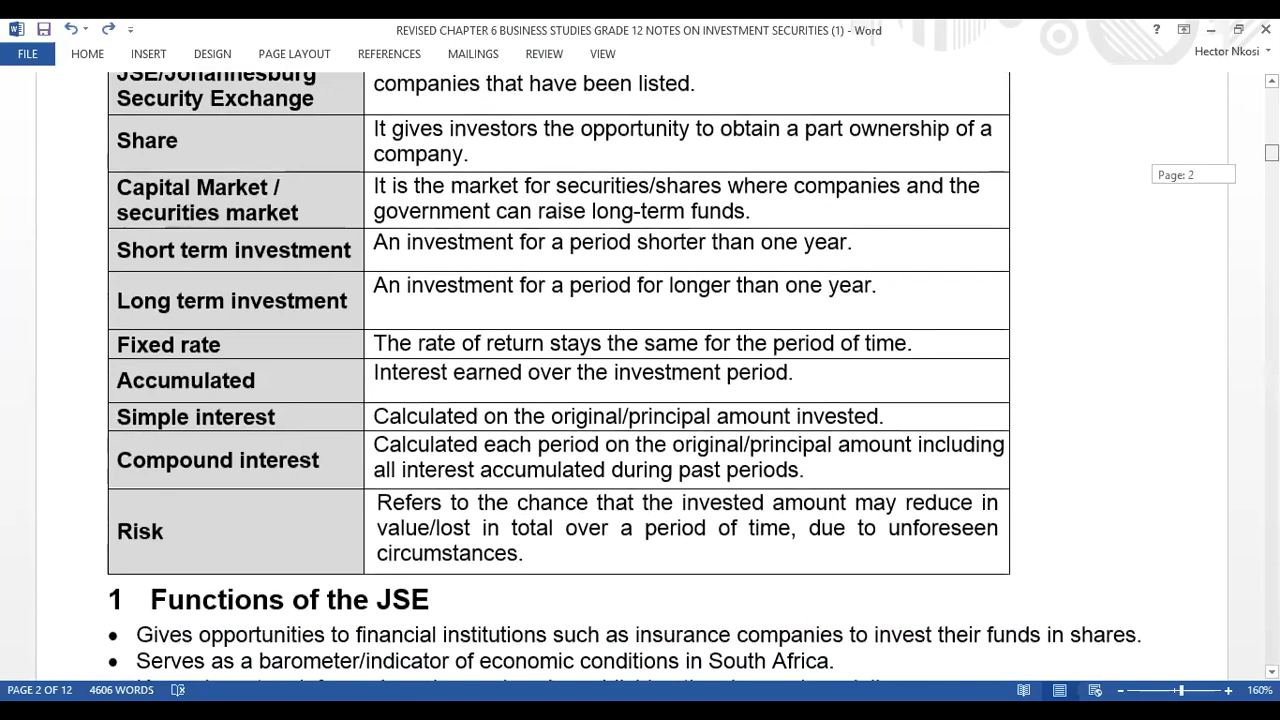 REVISED CHAPTER 6 BUSINESS STUDIES GRADE 12 NOTES ON INVESTMENT SECURITIES (1) - Word
FILE HOME INSERT DESIGN PAGE LAYOUT REFERENCES MAILINGS REVIEW VIEW
Hector Nkosi
JSE/Johannesburg
Security Exchange
companies that have been listed.
Share
It gives investors the opportunity to obtain a part ownership of a
company.
Capital Market /
securities market
It is the market for securities/shares where companies and the
government can raise long-term funds.
Short term investment
An investment for a period shorter than one year.
Long term investment
An investment for a period for longer than one year.
Fixed rate
The rate of return stays the same for the period of time.
Accumulated
Interest earned over the investment period.
Simple interest
Calculated on the original/principal amount invested.
Compound interest
Calculated each period on the original/principal amount including
all interest accumulated during past periods.
Risk
Refers to the chance that the invested amount may reduce in
value/lost in total over a period of time, due to unforeseen
circumstances.
Page: 2
1 Functions of the JSE
• Gives opportunities to financial institutions such as insurance companies to invest their funds in shares.
• Serves as a barometer/indicator of economic conditions in South Africa.
PAGE 2 OF 12 4606 WORDS
160%